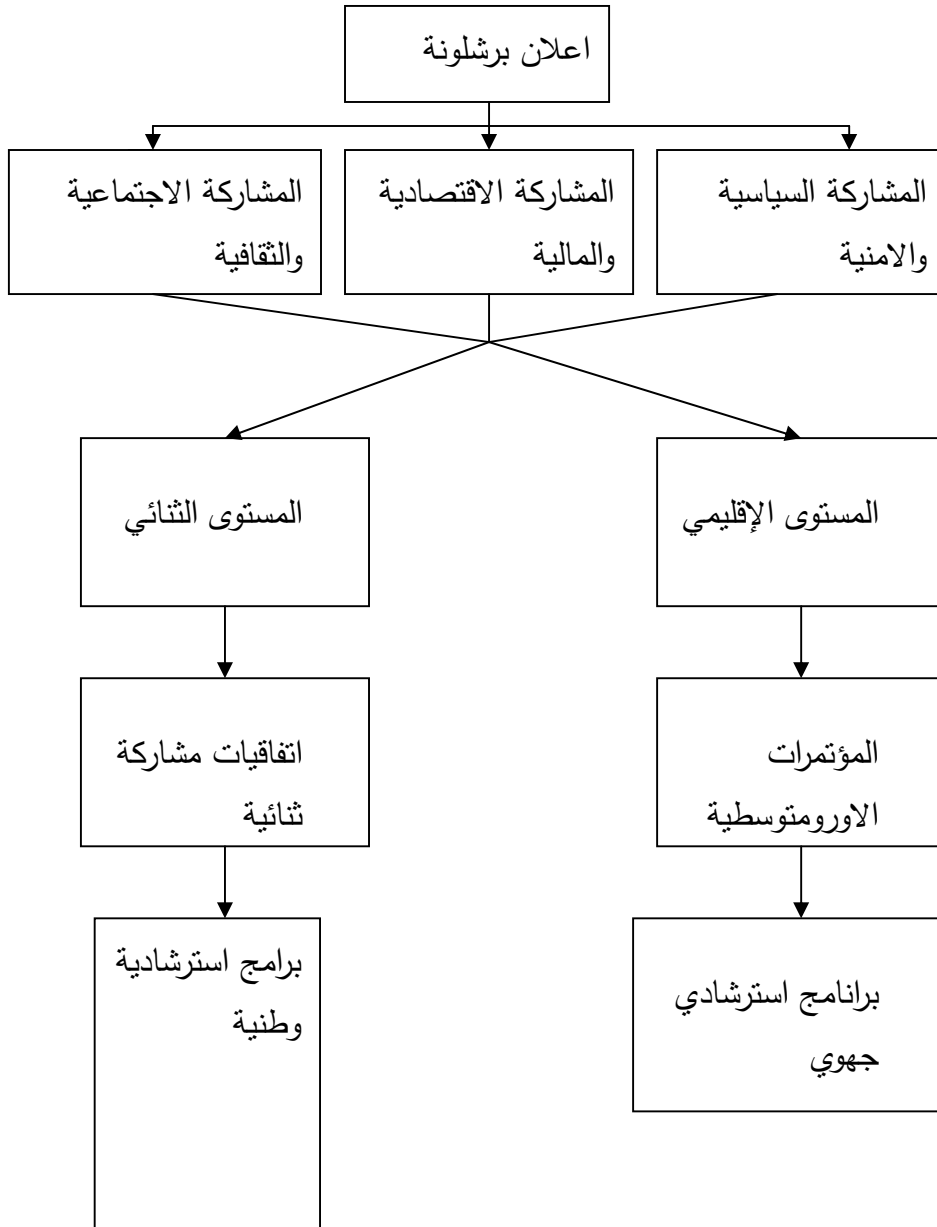 اعلان برشلونة
المشاركة السياسية
والامنية
المشاركة الاقتصادية
والمالية
المشاركة الاجتماعية
والثقافية
المستوى الإقليمي
المستوى الثنائي
المؤتمرات
الاورومتوسطية
اتفاقيات مشاركة
ثنائية
برانامج استرشادي
جهوي
برامج استرشادية
وطنية